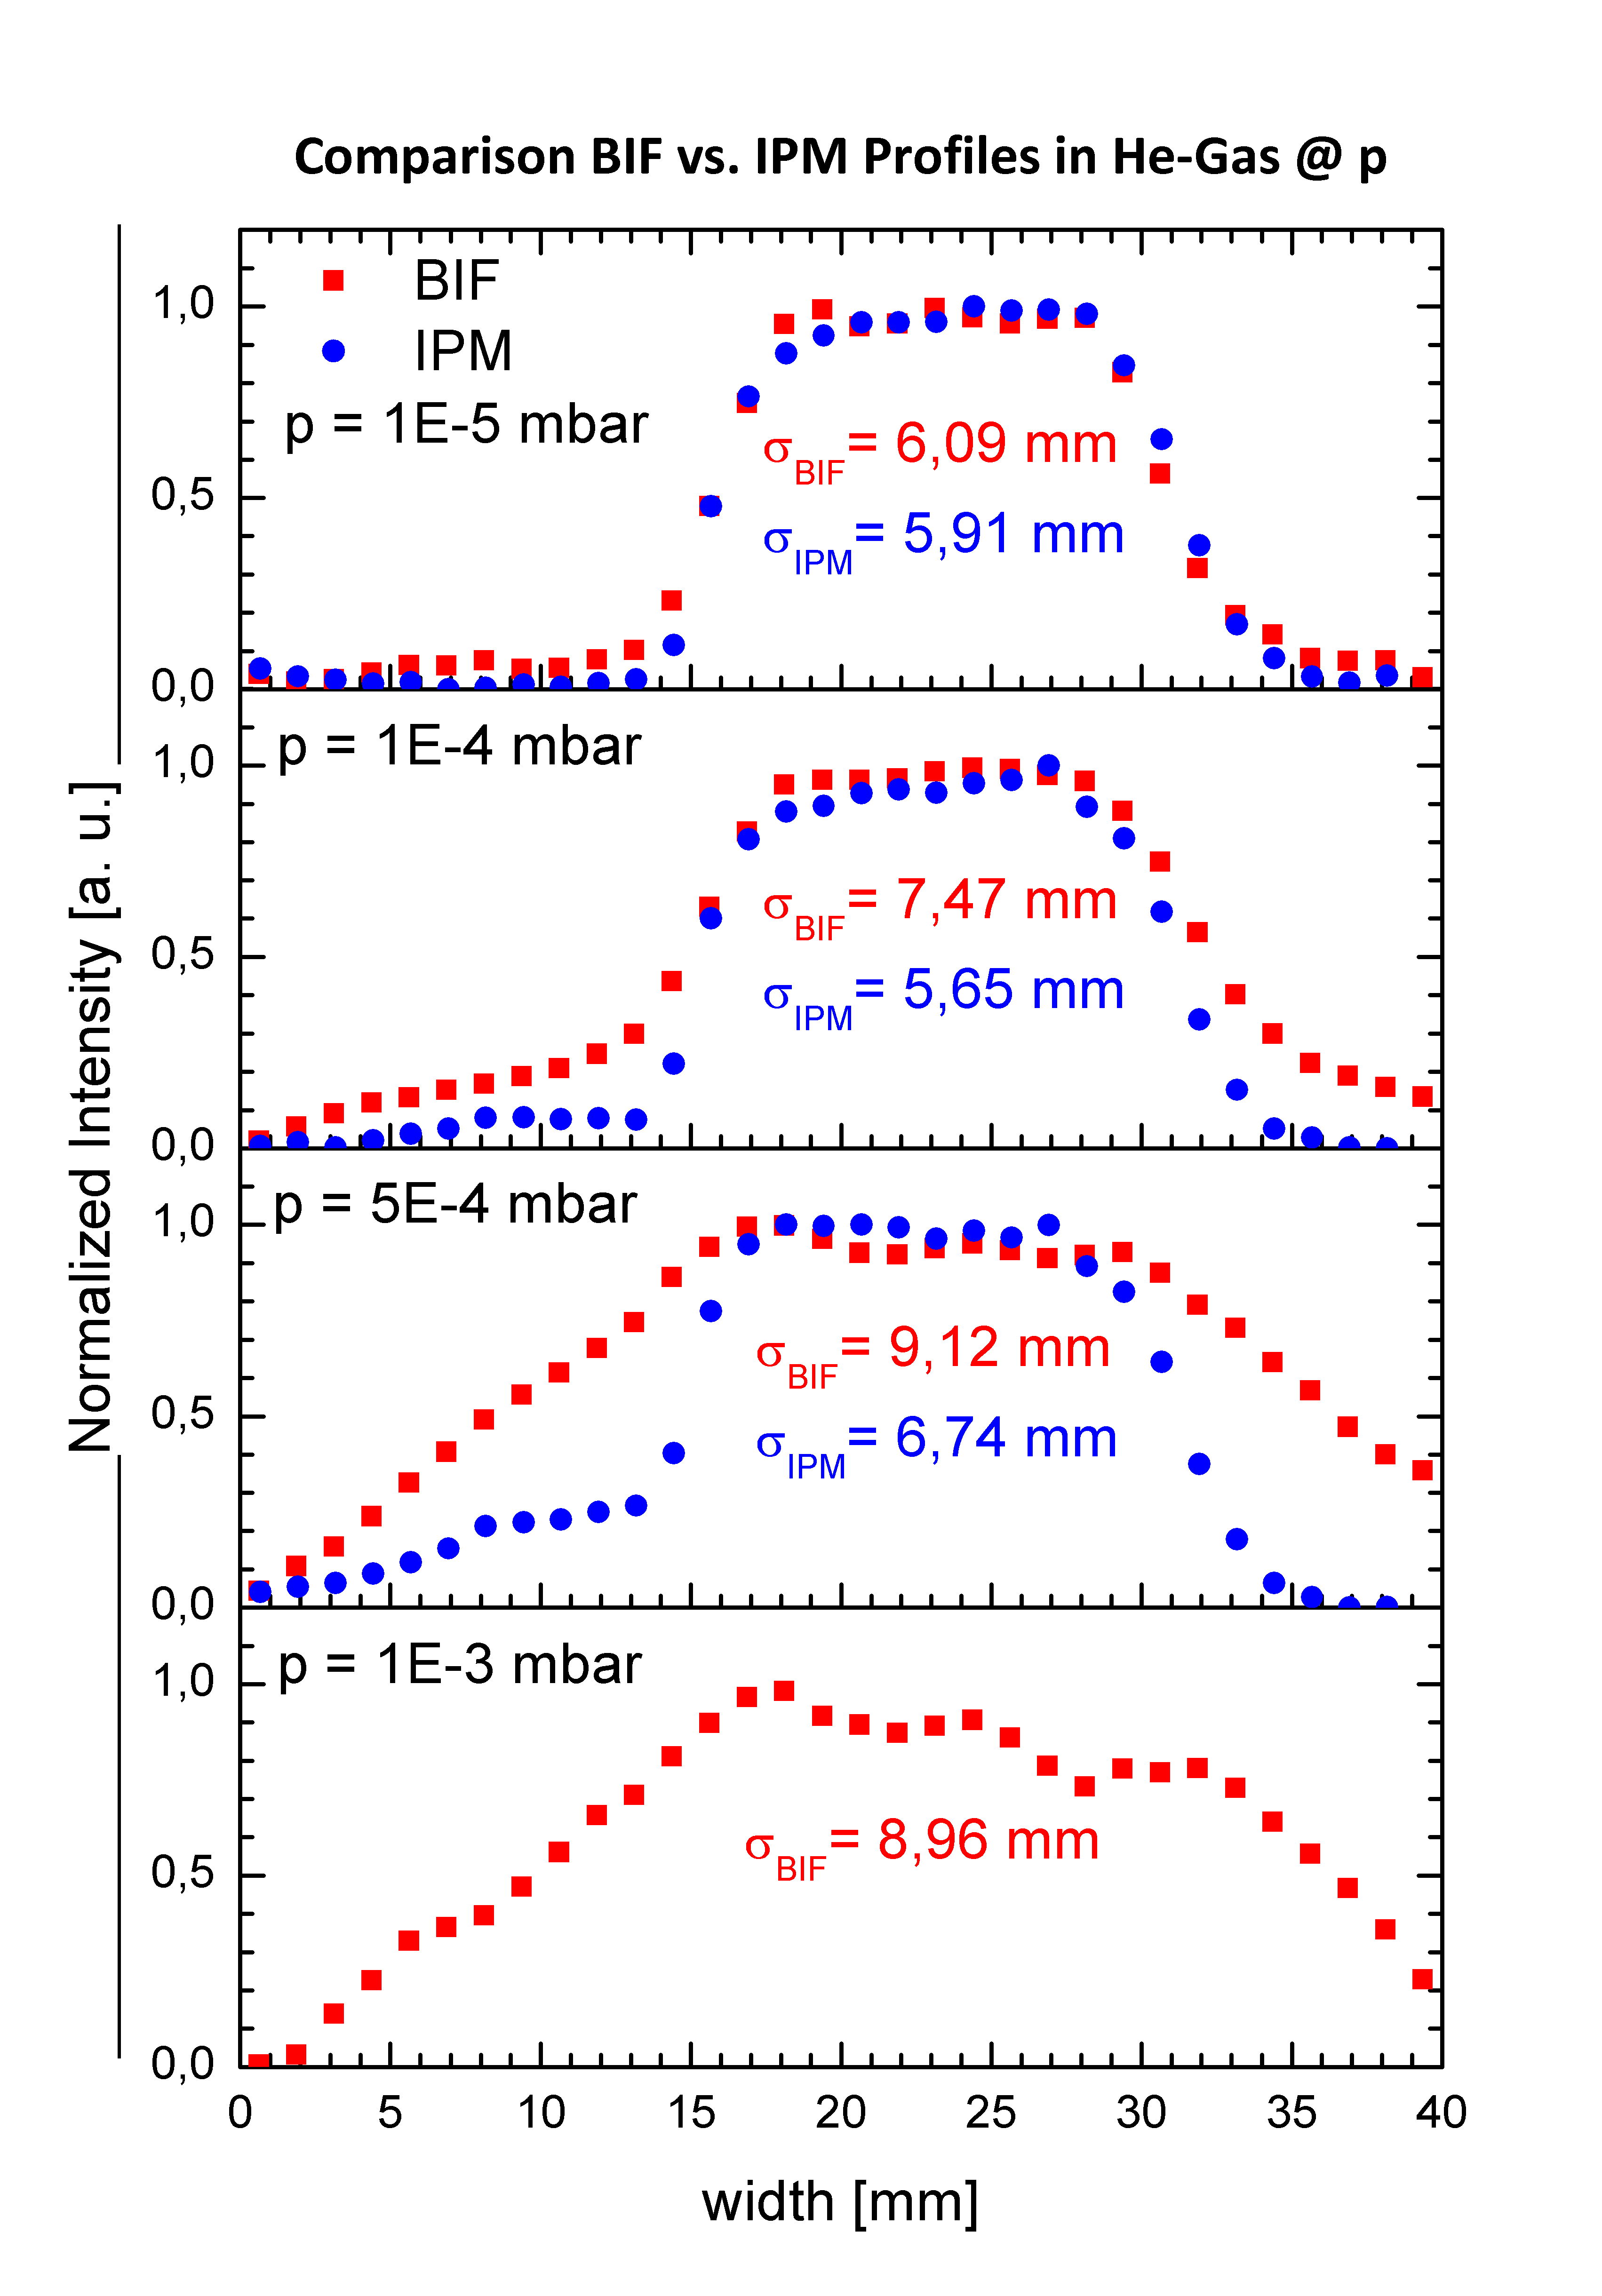 Comparison BIF vs. IPM Profiles in He-Gas @ p
BIF
IPM
p = 1E-5 mbar
σBIF= 6,09 mm
σIPM= 5,91 mm
1,0
0,5
0,0
p = 1E-4 mbar
σBIF= 7,47 mm
σIPM= 5,65 mm
1,0
0,5
0,0
p = 5E-4 mbar
σBIF= 9,12 mm
σIPM= 6,74 mm
1,0
0,5
0,0
p = 1E-3 mbar
σBIF= 8,96 mm
1,0
0,5
0,0
Normalized Intensity [a. u.]
0 5 10 15 20 25 30 35 40
width [mm]